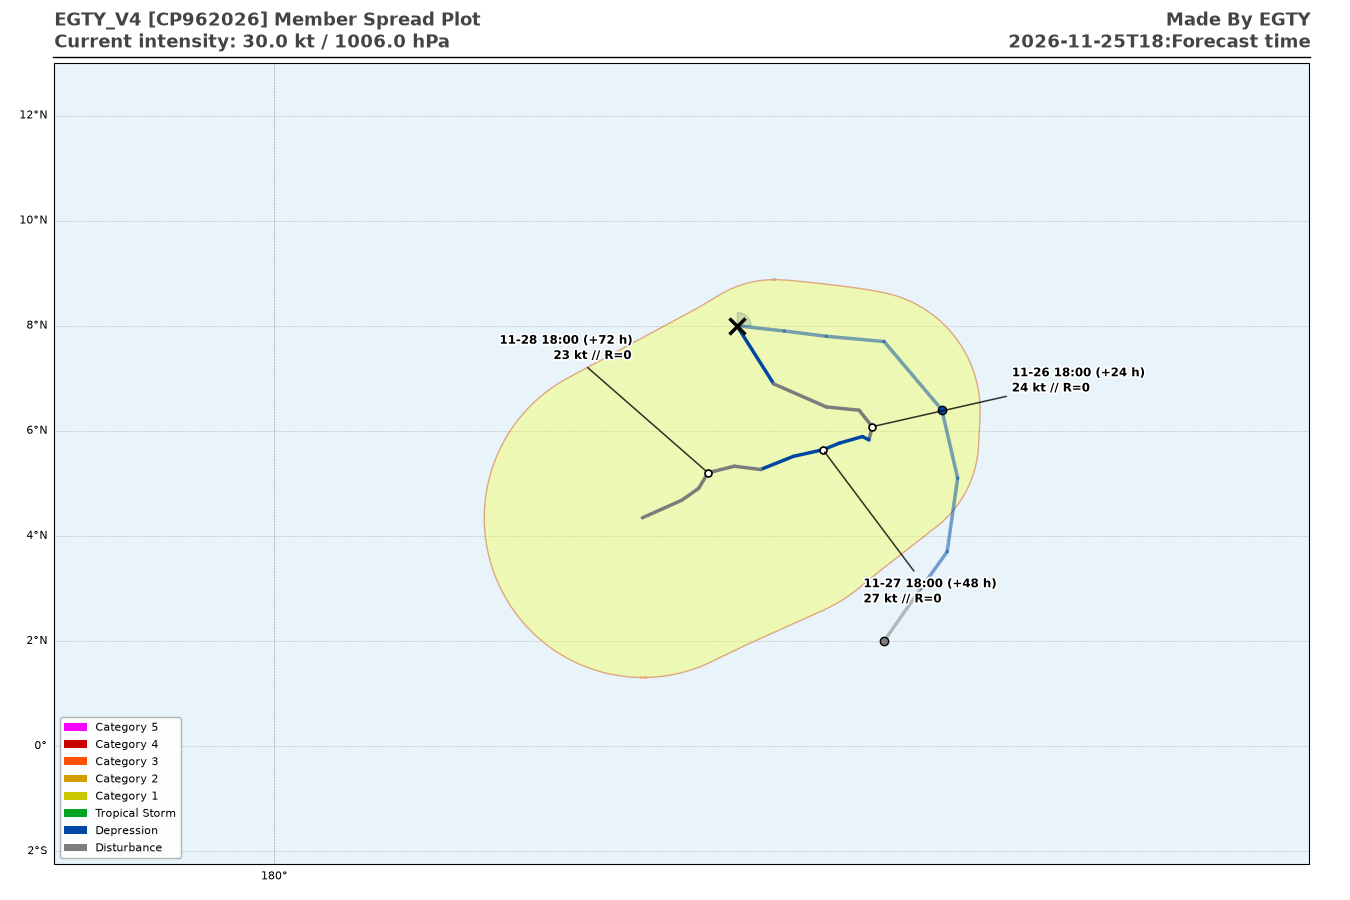 EGTY_V4 [CP962026] Member Spread Plot
Current intensity: 30.0 kt / 1006.0 hPa
Made By EGTY
2026-11-25T18:Forecast time
12°N
10°N
8°N
6°N
4°N
2°N
0°
2°S
180°
11-28 18:00 (+72 h)
23 kt // R=0
11-26 18:00 (+24 h)
24 kt // R=0
11-27 18:00 (+48 h)
27 kt // R=0
Category 5
Category 4
Category 3
Category 2
Category 1
Tropical Storm
Depression
Disturbance